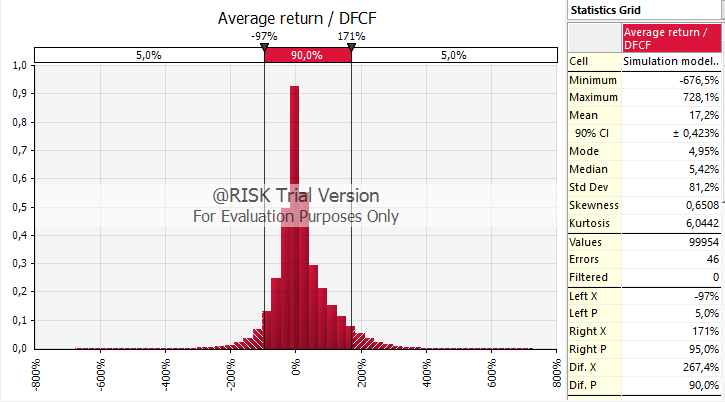 Average return / DFCF
-97% 171%
5,0% 90,0% 5,0%
1,0
0,9
0,8
0,7
0,6
0,5
0,4
0,3
0,2
0,1
0,0
@RISK Trial Version
For Evaluation Purposes Only
-800% -600% -400% -200% 0% 200% 400% 600% 800%
Statistics Grid
Average return /
DFCF
Cell Simulation model..
Minimum -676,5%
Maximum 728,1%
Mean 17,2%
90% CI ± 0,423%
Mode 4,95%
Median 5,42%
Std Dev 81,2%
Skewness 0,6508
Kurtosis 6,0442
Values 99954
Errors 46
Filtered 0
Left X -97%
Left P 5,0%
Right X 171%
Right P 95,0%
Dif. X 267,4%
Dif. P 90,0%